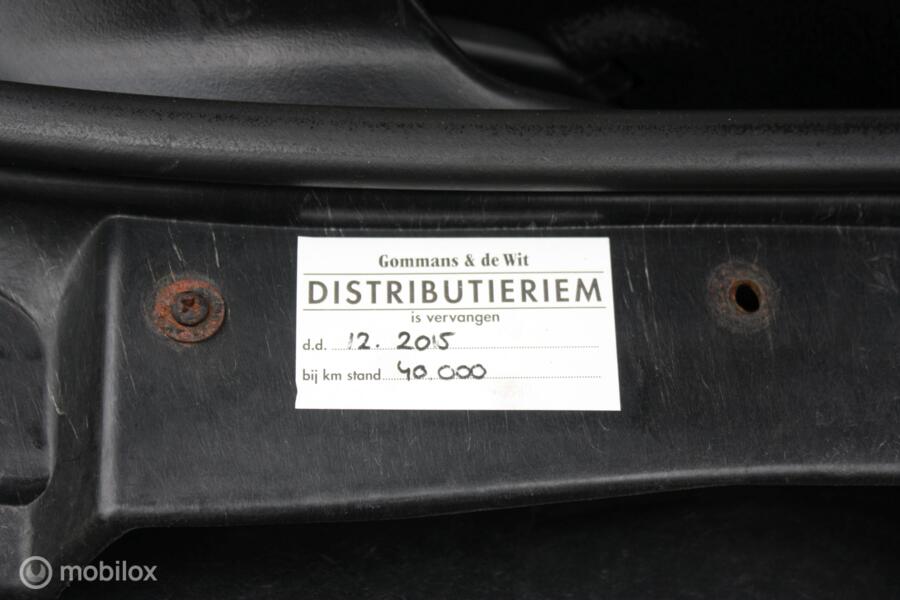 Gommans & de Wit
DISTRIBUTIERIEM
is vervangen
d.d. 12. 2015
bij km stand 40.000
mobilox